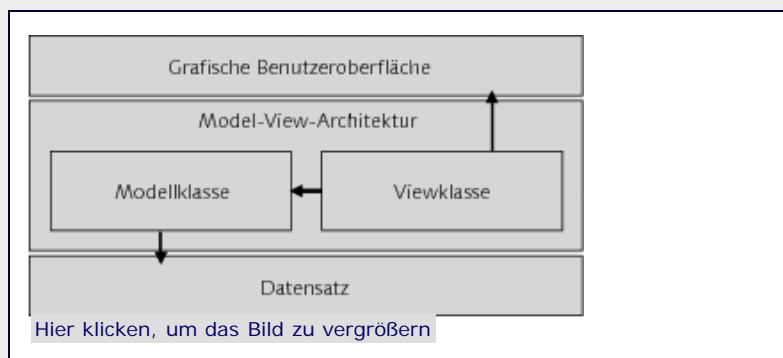 Grafische Benutzeroberfläche
Model-View-Architektur
Modellklasse
Viewklasse
Datensatz
Hier klicken, um das Bild zu vergrößern